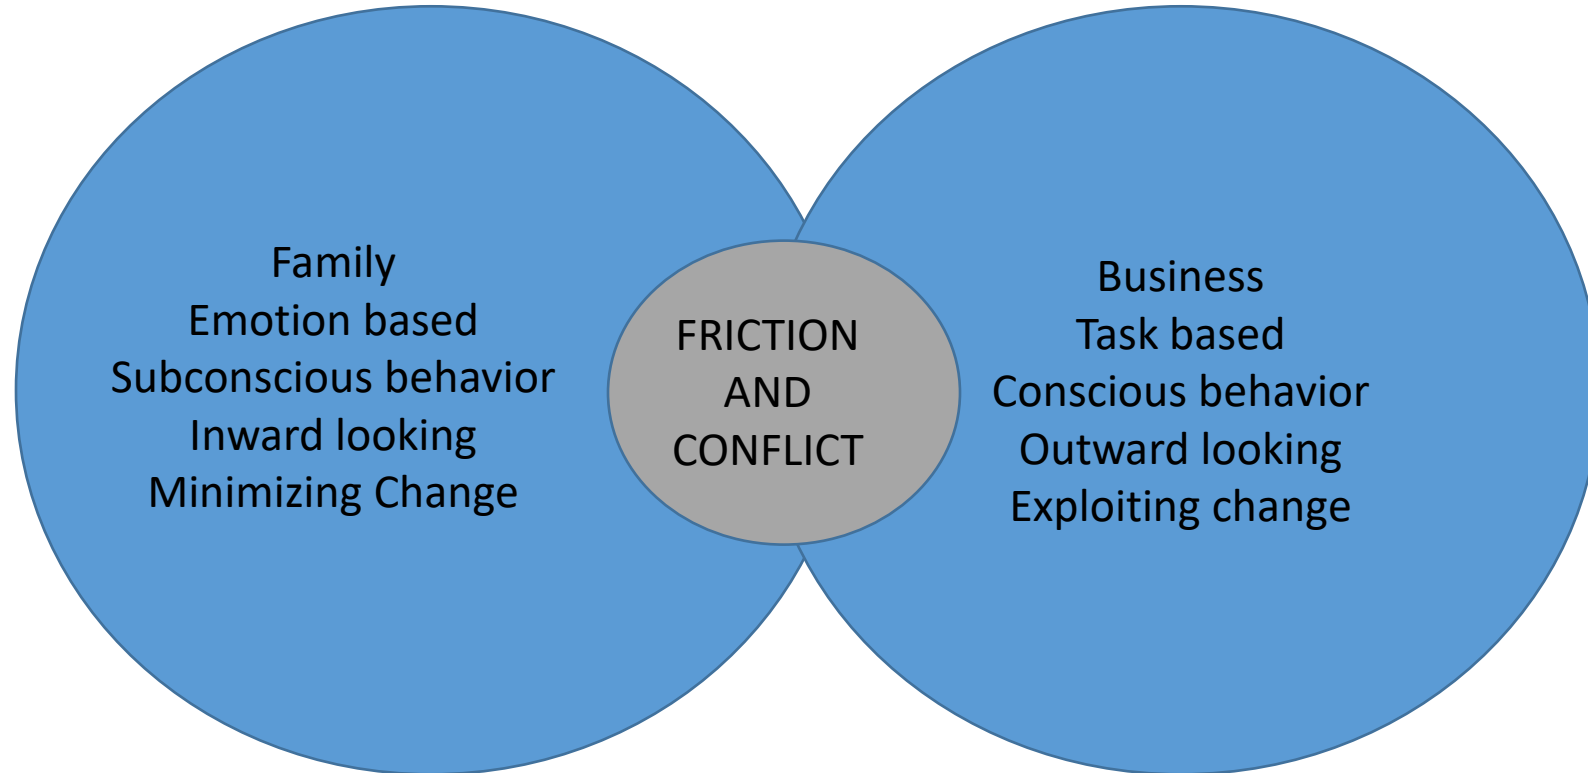 Family
Emotion based
Subconscious behavior
Inward looking
Minimizing Change
FRICTION
AND
CONFLICT
Business
Task based
Conscious behavior
Outward looking
Exploiting change